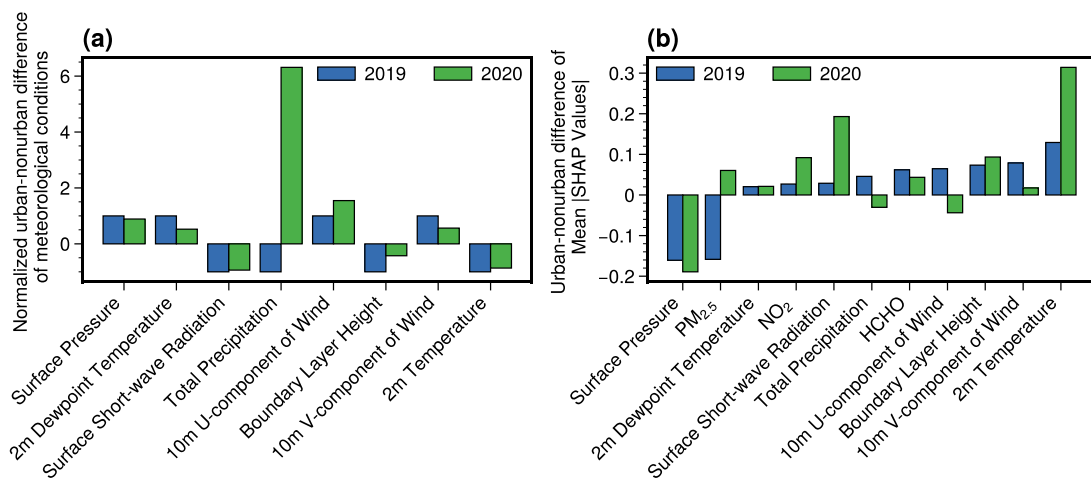 (a)
Normalized urban-nonurban difference
of meteorological conditions
6
4
2
0
2019
2020
Surface Pressure
2m Dewpoint Temperature
Surface Short-wave Radiation
Total Precipitation
10m U-component of Wind
Boundary Layer Height
10m V-component of Wind
2m Temperature
(b)
Urban-nonurban difference of
Mean |SHAP Values|
0.3
0.2
0.1
0
−0.1
−0.2
2019
2020
Surface Pressure
PM2.5
2m Dewpoint Temperature
NO2
Surface Short-wave Radiation
Total Precipitation
HCHO
10m U-component of Wind
Boundary Layer Height
10m V-component of Wind
2m Temperature